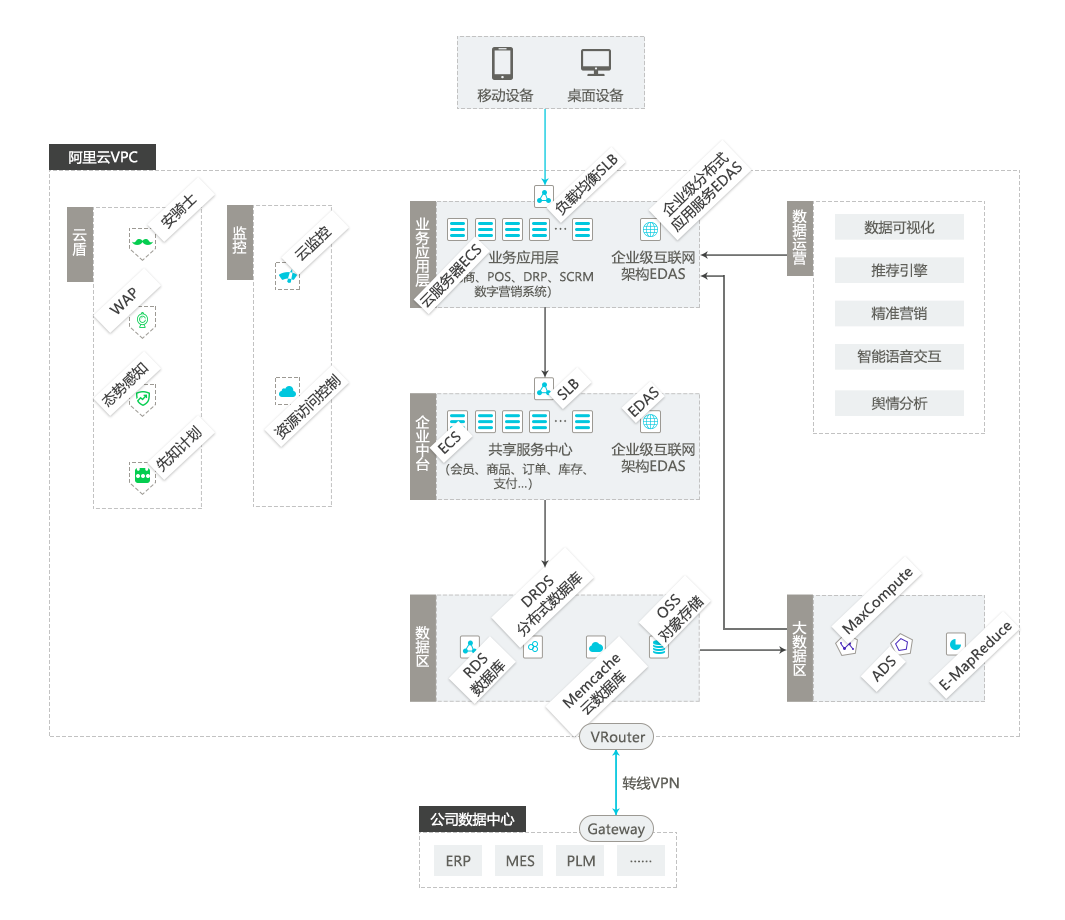 移动设备
桌面设备
阿里云VPC
云盾
安骑士
WAP
态势感知
先知计划
监控
云监控
资源访问控制
业务应用层
负载均衡SLB
企业级分布式
应用服务EDAS
云服务器ECS
...
业务应用层
商、POS、DRP、SCRM
数字营销系统）
企业级互联网
架构EDAS
数据运营
数据可视化
推荐引擎
精准营销
智能语音交互
舆情分析
企业中台
SLB
EDAS
ECS
...
共享服务中心
（会员、商品、订单、库存、
支付...）
企业级互联网
架构EDAS
数据区
RDS
数据库
DRDS
分布式数据库
Memcache
云数据库
OSS
对象存储
大数据区
MaxCompute
ADS
E-MapReduce
VRouter
转线VPN
公司数据中心
Gateway
ERP
MES
PLM
······